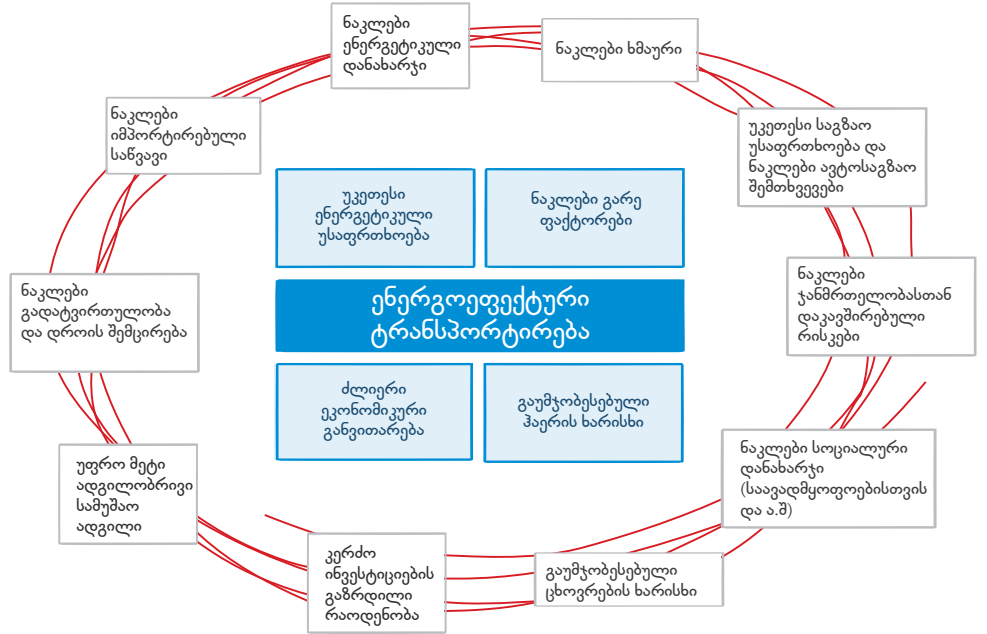 ნაკლები
ენერგეტიკული
დანახარჯი
ნაკლები ხმაური
ნაკლები
იმპორტირებული
საწვავი
უკეთესი საგზაო
უსაფრთხოება და
ნაკლები ავტოსაგზაო
შემთხვევები
უკეთესი
ენერგეტიკული
უსაფრთხოება
ნაკლები გარე
ფაქტორები
ნაკლები
გადატვირთულობა
და დროის შემცირება
ენერგოეფექტური
ტრანსპორტირება
ნაკლები
ჯანმრთელობასთან
დაკავშირებული
რისკები
ძლიერი
ეკონომიკური
განვითარება
გაუმჯობესებული
ჰაერის ხარისხი
უფრო მეტი
ადგილობრივი
სამუშაო
ადგილი
ნაკლები სოციალური
დანახარჯი
(საავადმყოფოებისთვის
და ა.შ)
კერძო
ინვესტიციების
გაზრდილი
რაოდენობა
გაუმჯობესებული
ცხოვრების ხარისხი